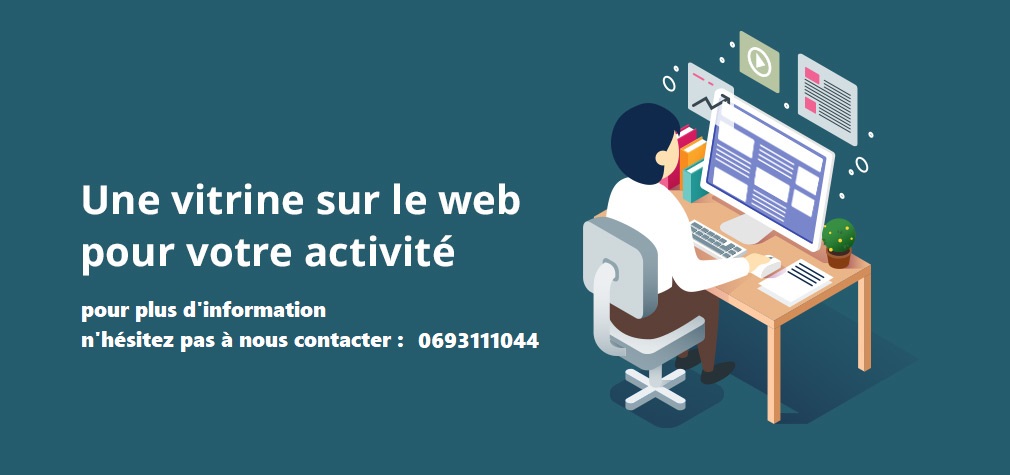 Une vitrine sur le web
pour votre activité
pour plus d'information
n'hésitez pas à nous contacter : 0693111044